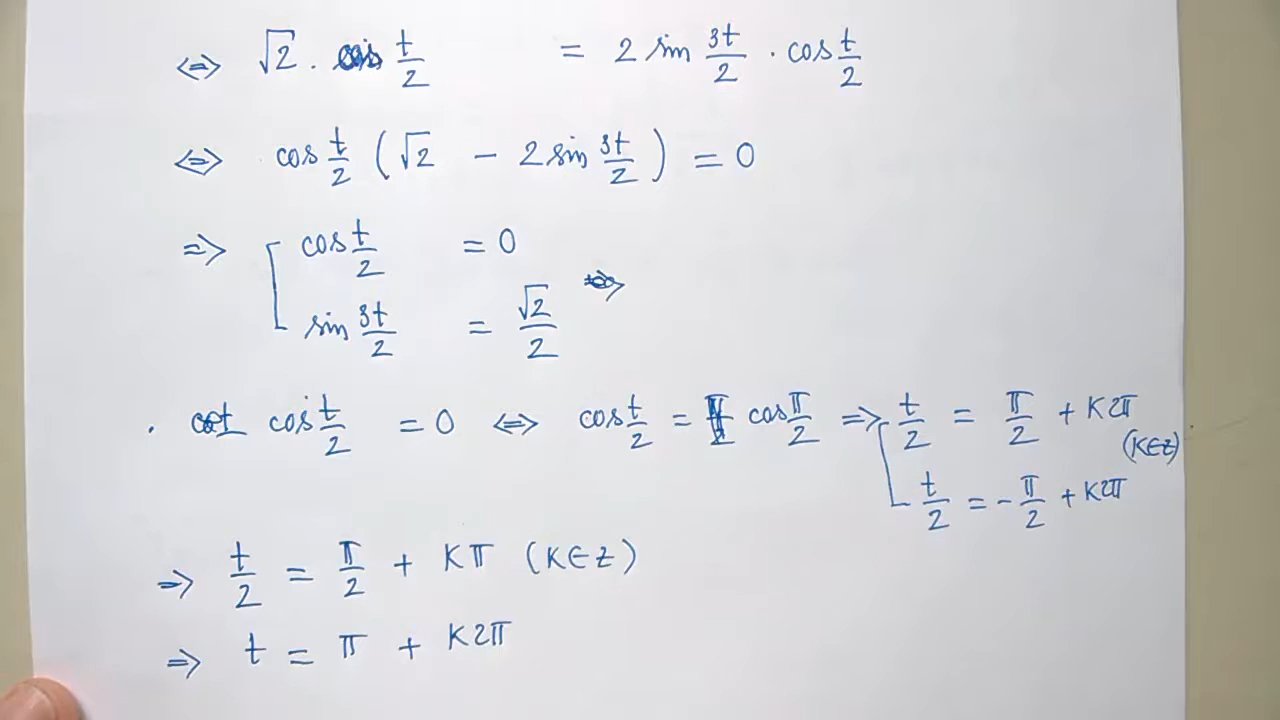 ⇔ √2 . cos t/2 = 2 sin 3t/2 . cos t/2
⇔ cos t/2 (√2 - 2 sin 3t/2) = 0
=> [ cos t/2 = 0
sin 3t/2 = √2/2
. cos t/2 = 0 ⇔ cos t/2 = cos π/2 => [ t/2 = π/2 + K2π
(K∈Z)
t/2 = - π/2 + K2π
=> t/2 = π/2 + Kπ (K∈Z)
=> t = π + K2π